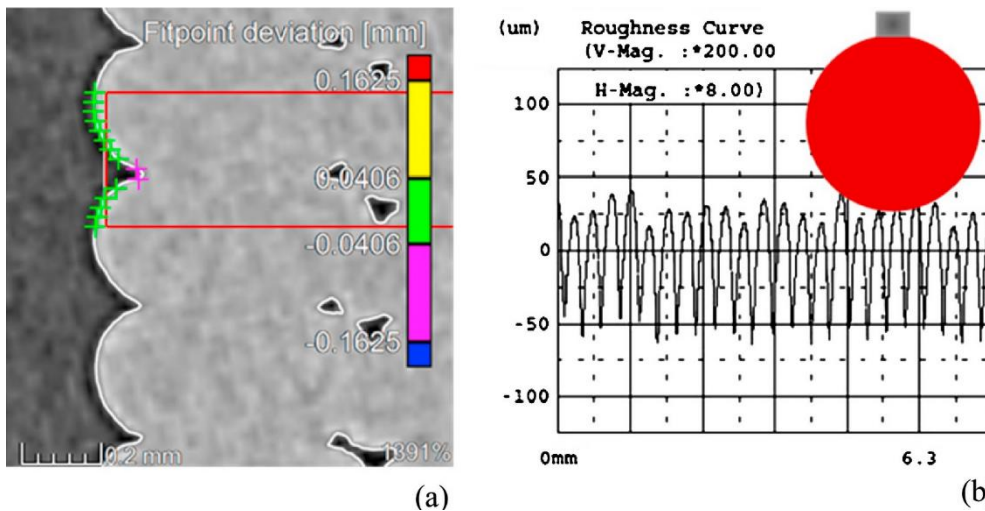 Fitpoint deviation [mm]
0.1625
0.0406
-0.0406
-0.1625
0.2 mm
1391%
(a)
(um) Roughness Curve
(V-Mag. :*200.00
H-Mag. :*8.00)
100
50
0
-50
-100
0mm 6.3
(b